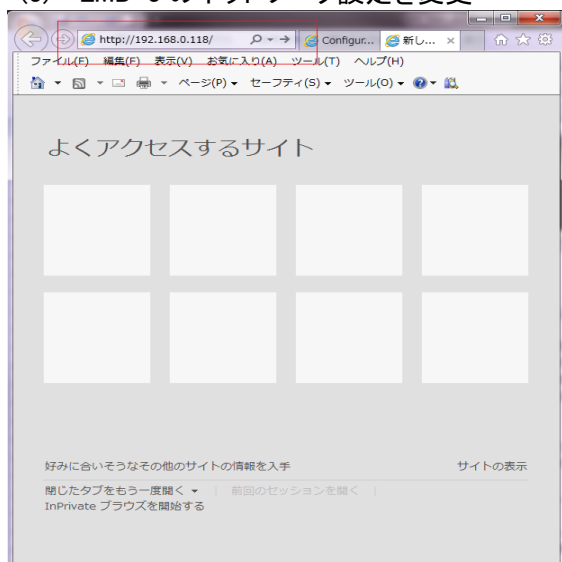 http://192.168.0.118/ Configur... 新し...
ファイル(F) 編集(F) 表示(V) お気に入り(A) ツール(T) ヘルプ(H)
ページ(P) セーフティ(S) ツール(O)
よくアクセスするサイト
好みに合いそうなその他のサイトの情報を入手 サイトの表示
閉じたタブをもう一度開く | 前回のセッションを開く |
InPrivate ブラウズを開始する